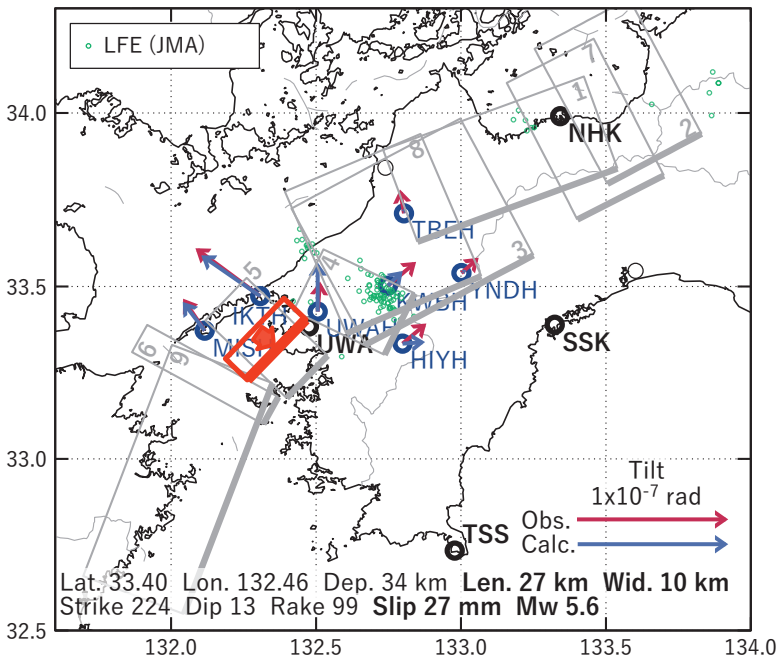 LFE (JMA)
34.0
33.5
33.0
32.5
132.0 132.5 133.0 133.5 134.0
7
1
2
8
3
4
5
6
9
NHK
TBEH
IKTH
KWBH
YNDH
UWAH
UWA
HIYH
SSK
TSS
Tilt
1x10⁻⁷ rad
Obs.
Calc.
Lat. 33.40 Lon. 132.46 Dep. 34 km Len. 27 km Wid. 10 km
Strike 224 Dip 13 Rake 99 Slip 27 mm Mw 5.6